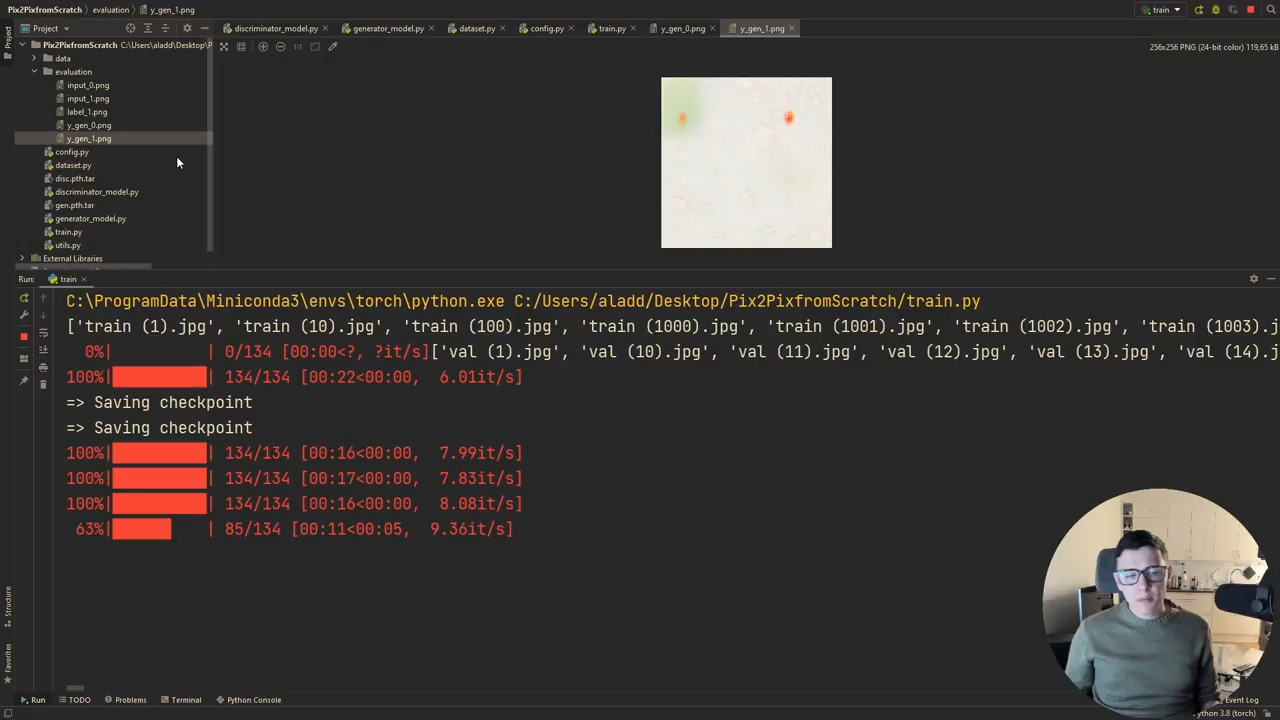 Pix2PixfromScratch
evaluation
y_gen_1.png
train
Project
discriminator_model.py
generator_model.py
dataset.py
config.py
train.py
y_gen_0.png
y_gen_1.png
Project
Pix2PixfromScratch C:\Users\aladd\Desktop\P
256x256 PNG (24-bit color) 119,65 kB
data
evaluation
input_0.png
input_1.png
label_1.png
y_gen_0.png
y_gen_1.png
config.py
dataset.py
disc.pth.tar
discriminator_model.py
gen.pth.tar
generator_model.py
train.py
utils.py
External Libraries
Run: train
C:\ProgramData\Miniconda3\envs\torch\python.exe C:/Users/aladd/Desktop/Pix2PixfromScratch/train.py
['train (1).jpg', 'train (10).jpg', 'train (100).jpg', 'train (1000).jpg', 'train (1001).jpg', 'train (1002).jpg', 'train (1003).j
0%| | 0/134 [00:00<?, ?it/s]['val (1).jpg', 'val (10).jpg', 'val (11).jpg', 'val (12).jpg', 'val (13).jpg', 'val (14).j
100%| | 134/134 [00:22<00:00, 6.01it/s]
=> Saving checkpoint
=> Saving checkpoint
100%| | 134/134 [00:16<00:00, 7.99it/s]
100%| | 134/134 [00:17<00:00, 7.83it/s]
100%| | 134/134 [00:16<00:00, 8.08it/s]
63%| | 85/134 [00:11<00:05, 9.36it/s]
Structure
Favorites
Run
TODO
Problems
Terminal
Python Console
Event Log
Python 3.8 (torch)